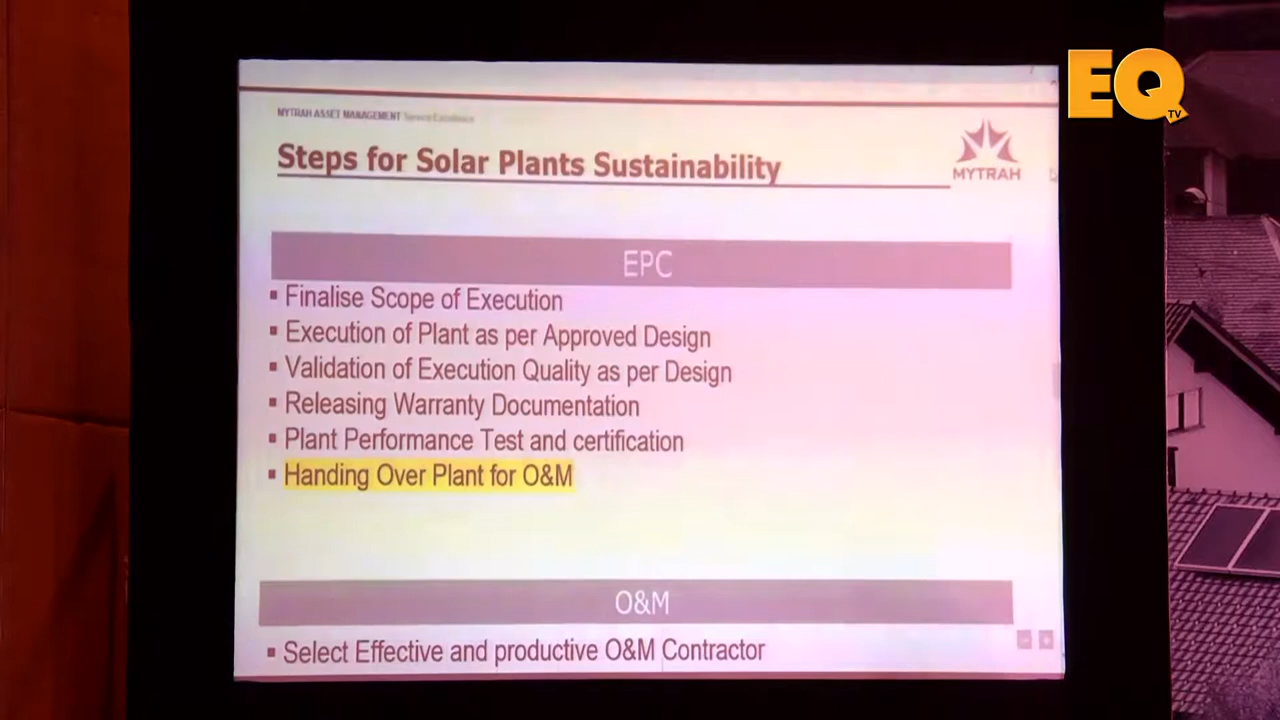 EQ
TV
MYTRAH ASSET MANAGEMENT Service Excellence
Steps for Solar Plants Sustainability
MYTRAH
EPC
▪ Finalise Scope of Execution
▪ Execution of Plant as per Approved Design
▪ Validation of Execution Quality as per Design
▪ Releasing Warranty Documentation
▪ Plant Performance Test and certification
▪ Handing Over Plant for O&M
O&M
▪ Select Effective and productive O&M Contractor